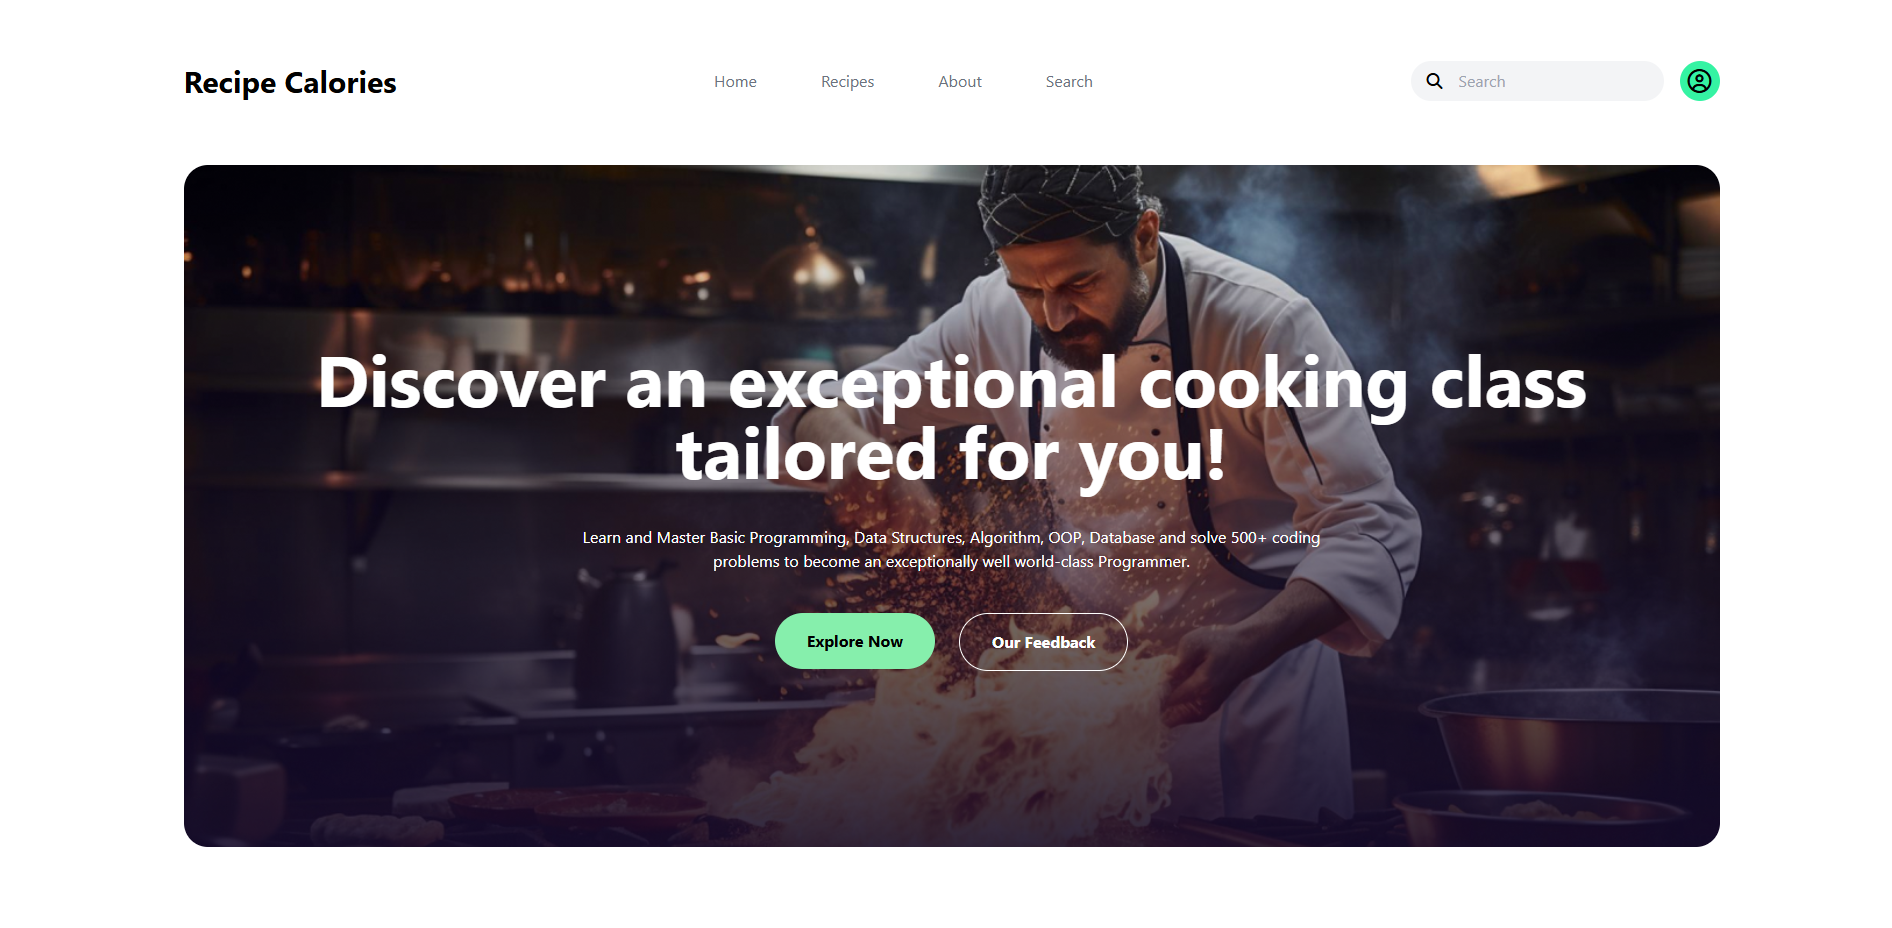 Recipe Calories
Home
Recipes
About
Search
Search
Discover an exceptional cooking class
tailored for you!
Learn and Master Basic Programming, Data Structures, Algorithm, OOP, Database and solve 500+ coding
problems to become an exceptionally well world-class Programmer.
Explore Now
Our Feedback